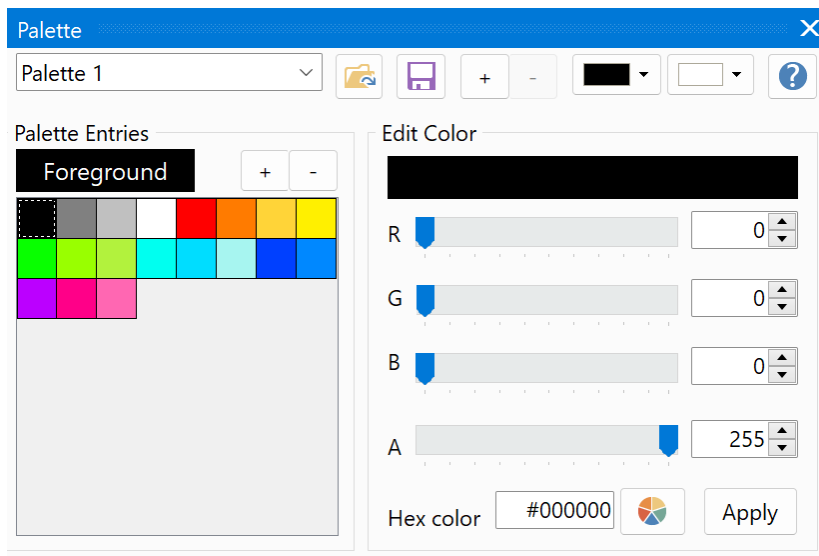 Palette
Palette 1
+ -
Palette Entries
Foreground
+ -
Edit Color
R 0
G 0
B 0
A 255
Hex color #000000
Apply